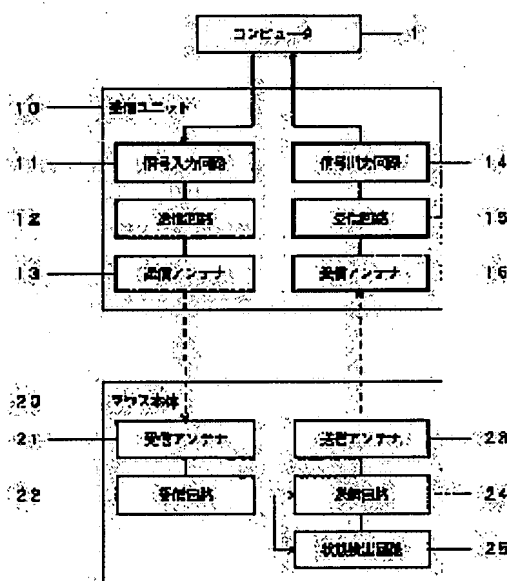 コンピュータ 1
10 受信ユニット
11 信号入力回路 信号出力回路 14
12 送信回路 受信回路 15
13 送信アンテナ 受信アンテナ 16
20 マウス本体
21 受信アンテナ 送信アンテナ 23
22 受信回路 送信回路 24
状態検出回路 25